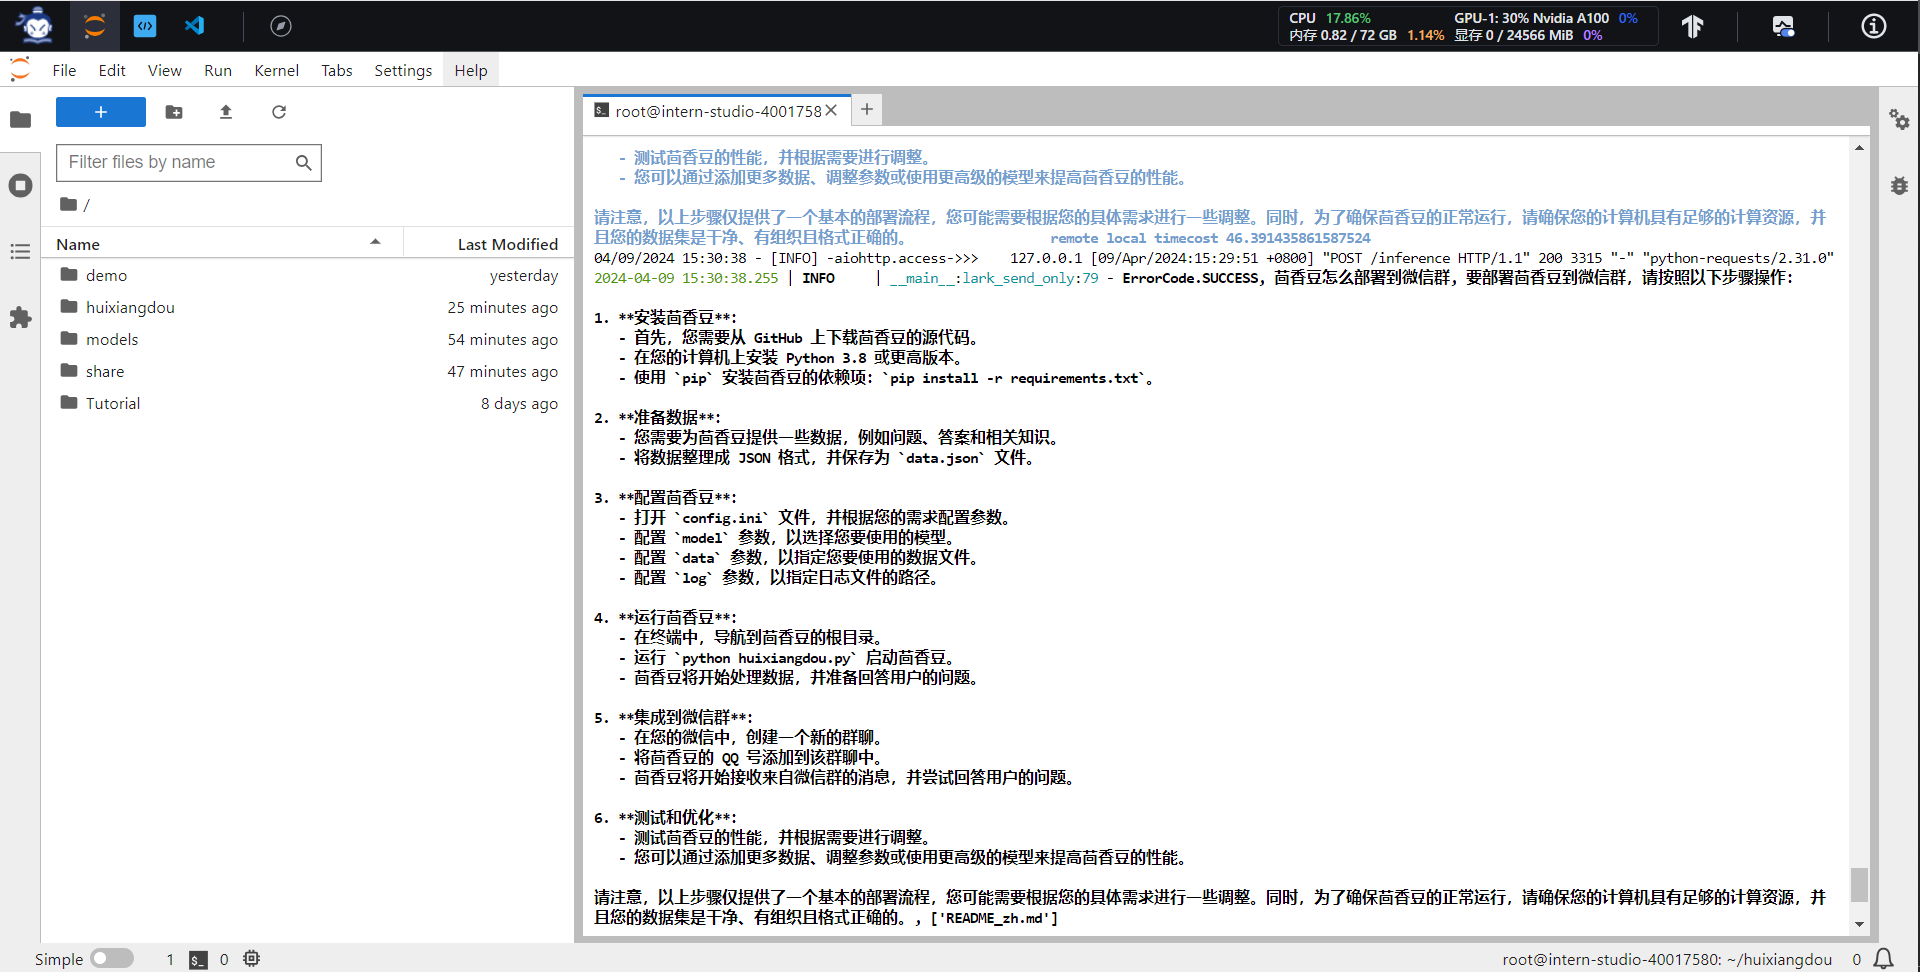 CPU 17.86% GPU-1: 30% Nvidia A100 0%
内存 0.82 / 72 GB 1.14% 显存 0 / 24566 MiB 0%
File Edit View Run Kernel Tabs Settings Help
root@intern-studio-4001758
Filter files by name
/
Name Last Modified
demo yesterday
huixiangdou 25 minutes ago
models 54 minutes ago
share 47 minutes ago
Tutorial 8 days ago
- 测试茴香豆的性能，并根据需要进行调整。
- 您可以通过添加更多数据、调整参数或使用更高级的模型来提高茴香豆的性能。
请注意，以上步骤仅提供了一个基本的部署流程，您可能需要根据您的具体需求进行一些调整。同时，为了确保茴香豆的正常运行，请确保您的计算机具有足够的计算资源，并
且您的数据集是干净、有组织且格式正确的。 remote local timecost 46.391435861587524
04/09/2024 15:30:38 - [INFO] -aiohttp.access->>> 127.0.0.1 [09/Apr/2024:15:29:51 +0800] "POST /inference HTTP/1.1" 200 3315 "-" "python-requests/2.31.0"
2024-04-09 15:30:38.255 | INFO | __main__:lark_send_only:79 - ErrorCode.SUCCESS, 茴香豆怎么部署到微信群，要部署茴香豆到微信群，请按照以下步骤操作：
1. **安装茴香豆**：
- 首先，您需要从 GitHub 上下载茴香豆的源代码。
- 在您的计算机上安装 Python 3.8 或更高版本。
- 使用 `pip` 安装茴香豆的依赖项：`pip install -r requirements.txt`。
2. **准备数据**：
- 您需要为茴香豆提供一些数据，例如问题、答案和相关知识。
- 将数据整理成 JSON 格式，并保存为 `data.json` 文件。
3. **配置茴香豆**：
- 打开 `config.ini` 文件，并根据您的需求配置参数。
- 配置 `model` 参数，以选择您要使用的模型。
- 配置 `data` 参数，以指定您要使用的数据文件。
- 配置 `log` 参数，以指定日志文件的路径。
4. **运行茴香豆**：
- 在终端中，导航到茴香豆的根目录。
- 运行 `python huixiangdou.py` 启动茴香豆。
- 茴香豆将开始处理数据，并准备回答用户的问题。
5. **集成到微信群**：
- 在您的微信中，创建一个新的群聊。
- 将茴香豆的 QQ 号添加到该群聊中。
- 茴香豆将开始接收来自微信群的消息，并尝试回答用户的问题。
6. **测试和优化**：
- 测试茴香豆的性能，并根据需要进行调整。
- 您可以通过添加更多数据、调整参数或使用更高级的模型来提高茴香豆的性能。
请注意，以上步骤仅提供了一个基本的部署流程，您可能需要根据您的具体需求进行一些调整。同时，为了确保茴香豆的正常运行，请确保您的计算机具有足够的计算资源，并
且您的数据集是干净、有组织且格式正确的。, ['README_zh.md']
Simple 1 0 root@intern-studio-40017580: ~/huixiangdou 0